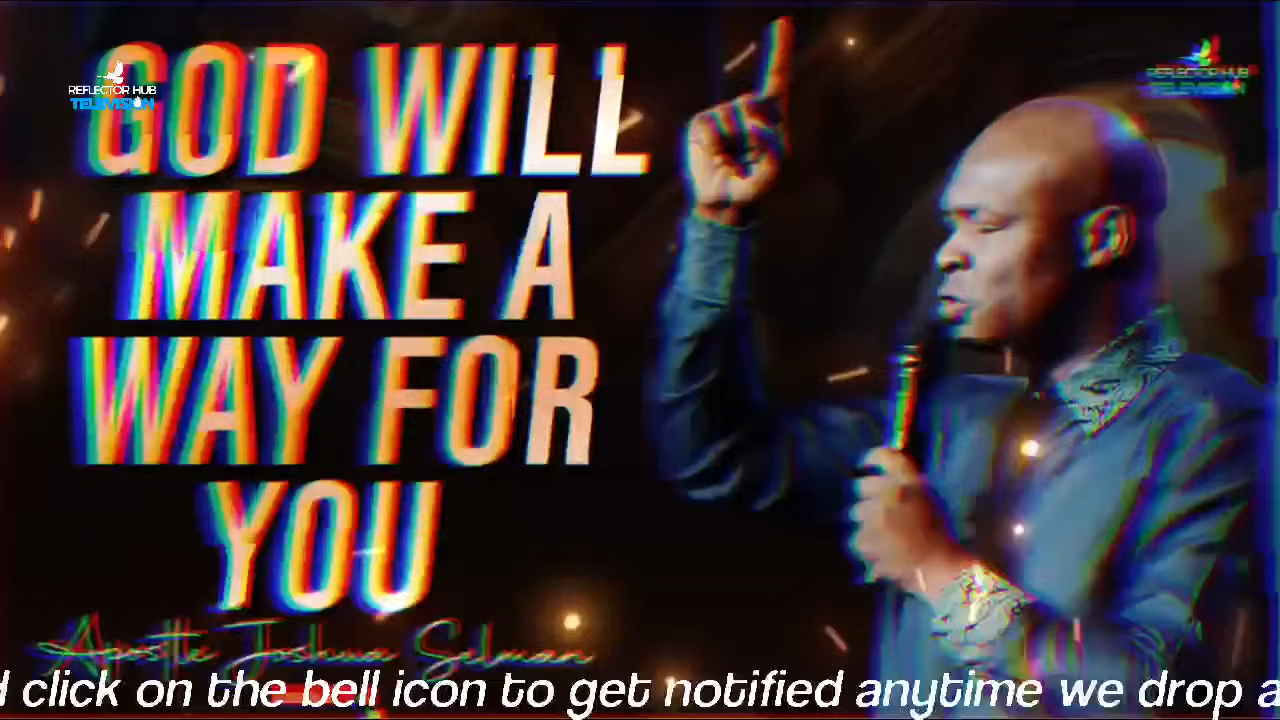 GOD WILL
MAKE A
WAY FOR
YOU
Apostle Joshua Selman
REFLECTOR HUB
TELEVISION
REFLECTOR HUB
TELEVISION
click on the bell icon to get notified anytime we drop